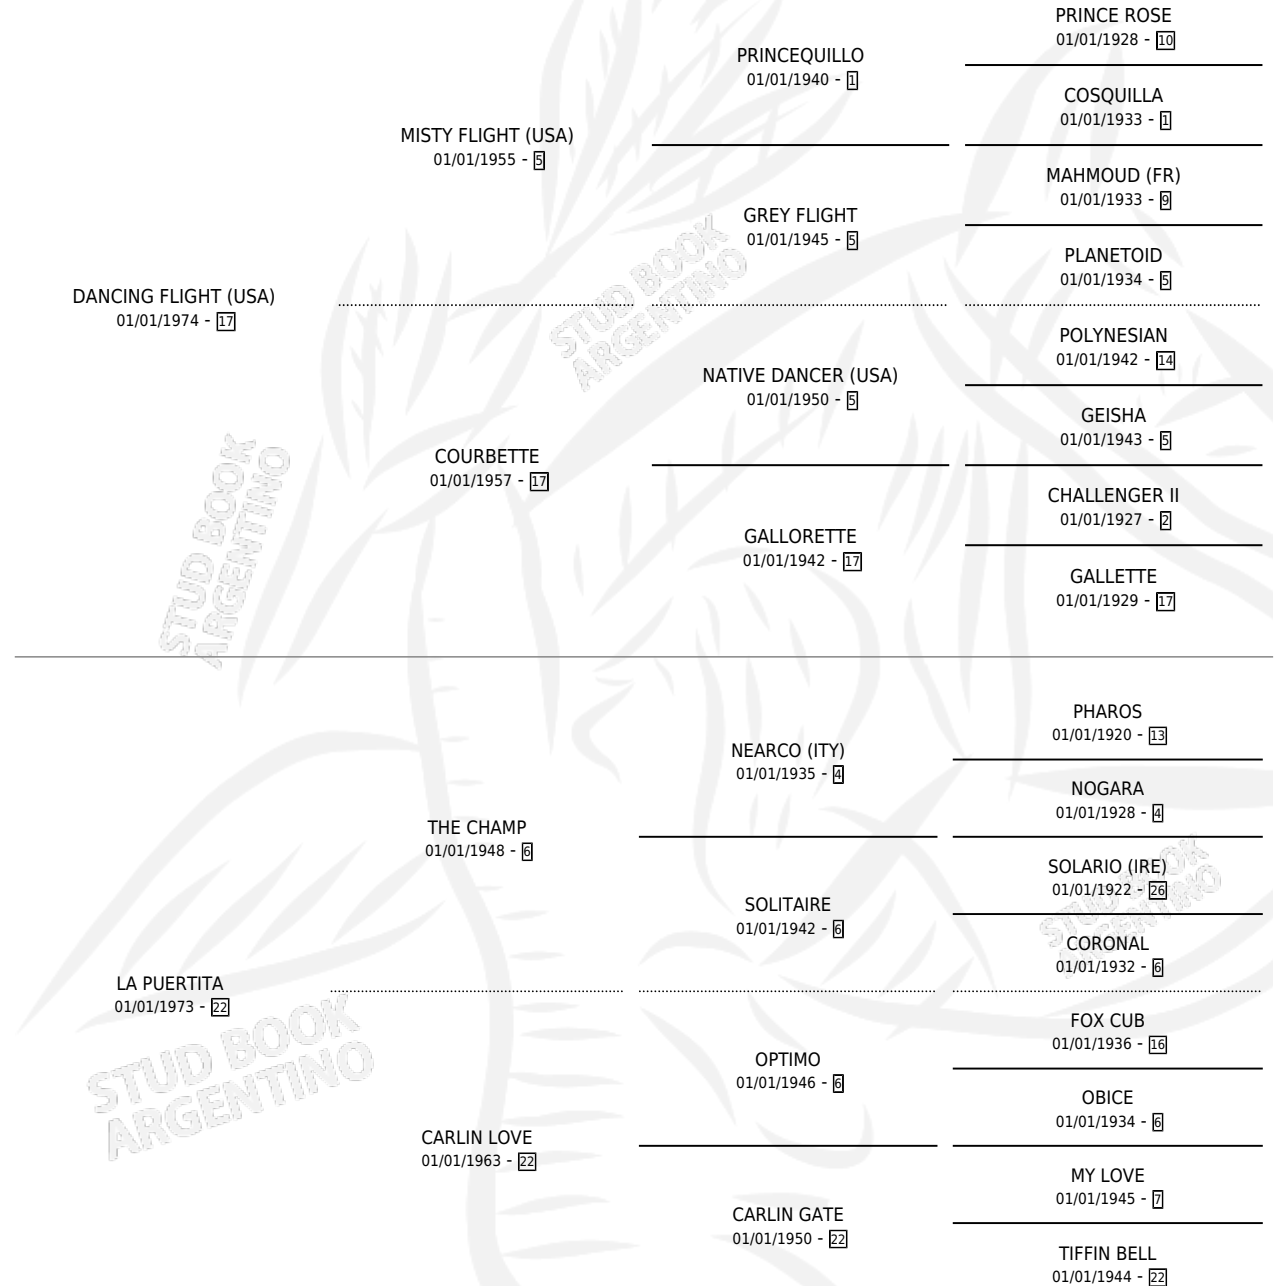 PRINCE ROSE
01/01/1928 - 10
PRINCEQUILLO
01/01/1940 - 1
COSQUILLA
01/01/1933 - 1
MISTY FLIGHT (USA)
01/01/1955 - 5
MAHMOUD (FR)
01/01/1933 - 9
GREY FLIGHT
01/01/1945 - 5
PLANETOID
01/01/1934 - 5
DANCING FLIGHT (USA)
01/01/1974 - 17
POLYNESIAN
01/01/1942 - 14
NATIVE DANCER (USA)
01/01/1950 - 5
GEISHA
01/01/1943 - 5
COURBETTE
01/01/1957 - 17
CHALLENGER II
01/01/1927 - 2
GALLORETTE
01/01/1942 - 17
GALLETTE
01/01/1929 - 17
PHAROS
01/01/1920 - 13
NEARCO (ITY)
01/01/1935 - 4
NOGARA
01/01/1928 - 4
THE CHAMP
01/01/1948 - 6
SOLARIO (IRE)
01/01/1922 - 26
SOLITAIRE
01/01/1942 - 6
CORONAL
01/01/1932 - 6
LA PUERTITA
01/01/1973 - 22
FOX CUB
01/01/1936 - 16
OPTIMO
01/01/1946 - 6
OBICE
01/01/1934 - 6
CARLIN LOVE
01/01/1963 - 22
MY LOVE
01/01/1945 - 7
CARLIN GATE
01/01/1950 - 22
TIFFIN BELL
01/01/1944 - 22
STUD BOOK
ARGENTINO
STUD BOOK
ARGENTINO
STUD BOOK
ARGENTINO
STUD BOOK
ARGENTINO